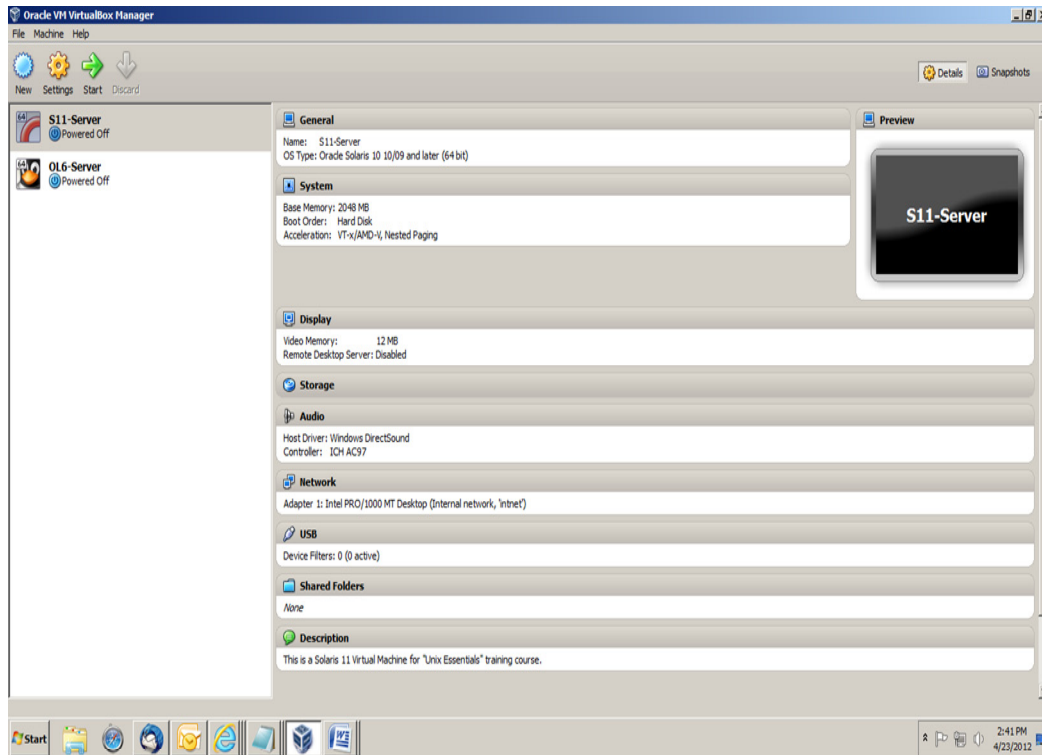 Oracle VM VirtualBox Manager
File Machine Help
New Settings Start Discard
Details Snapshots
64 S11-Server
Powered Off
64 OL6-Server
Powered Off
General
Name: S11-Server
OS Type: Oracle Solaris 10 10/09 and later (64 bit)
System
Base Memory: 2048 MB
Boot Order: Hard Disk
Acceleration: VT-x/AMD-V, Nested Paging
Preview
S11-Server
Display
Video Memory: 12 MB
Remote Desktop Server: Disabled
Storage
Audio
Host Driver: Windows DirectSound
Controller: ICH AC97
Network
Adapter 1: Intel PRO/1000 MT Desktop (Internal network, 'intnet')
USB
Device Filters: 0 (0 active)
Shared Folders
None
Description
This is a Solaris 11 Virtual Machine for "Unix Essentials" training course.
Start
2:41 PM
4/23/2012